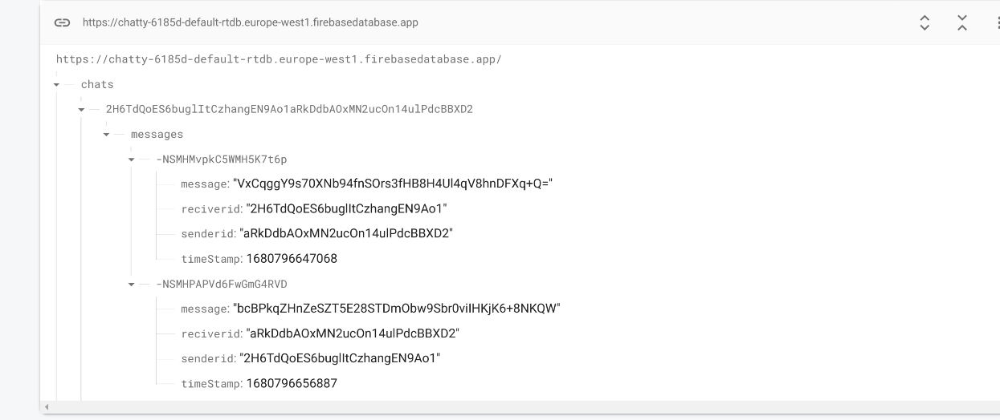 https://chatty-6185d-default-rtdb.europe-west1.firebasedatabase.app
https://chatty-6185d-default-rtdb.europe-west1.firebasedatabase.app/
chats
2H6TdQoES6buglItCzhangEN9Ao1aRkDdbAOxMN2ucOn14ulPdcBBXD2
messages
-NSMHMvpkC5WMH5K7t6p
message: "VxCqggY9s70XNb94fnSOrs3fHB8H4Ul4qV8hnDFXq+Q="
reciverid: "2H6TdQoES6buglItCzhangEN9Ao1"
senderid: "aRkDdbAOxMN2ucOn14ulPdcBBXD2"
timeStamp: 1680796647068
-NSMHPAPVd6FwGmG4RVD
message: "bcBPkqZHnZeSZT5E28STDmObw9Sbr0viIHKjK6+8NKQW"
reciverid: "aRkDdbAOxMN2ucOn14ulPdcBBXD2"
senderid: "2H6TdQoES6buglItCzhangEN9Ao1"
timeStamp: 1680796656887